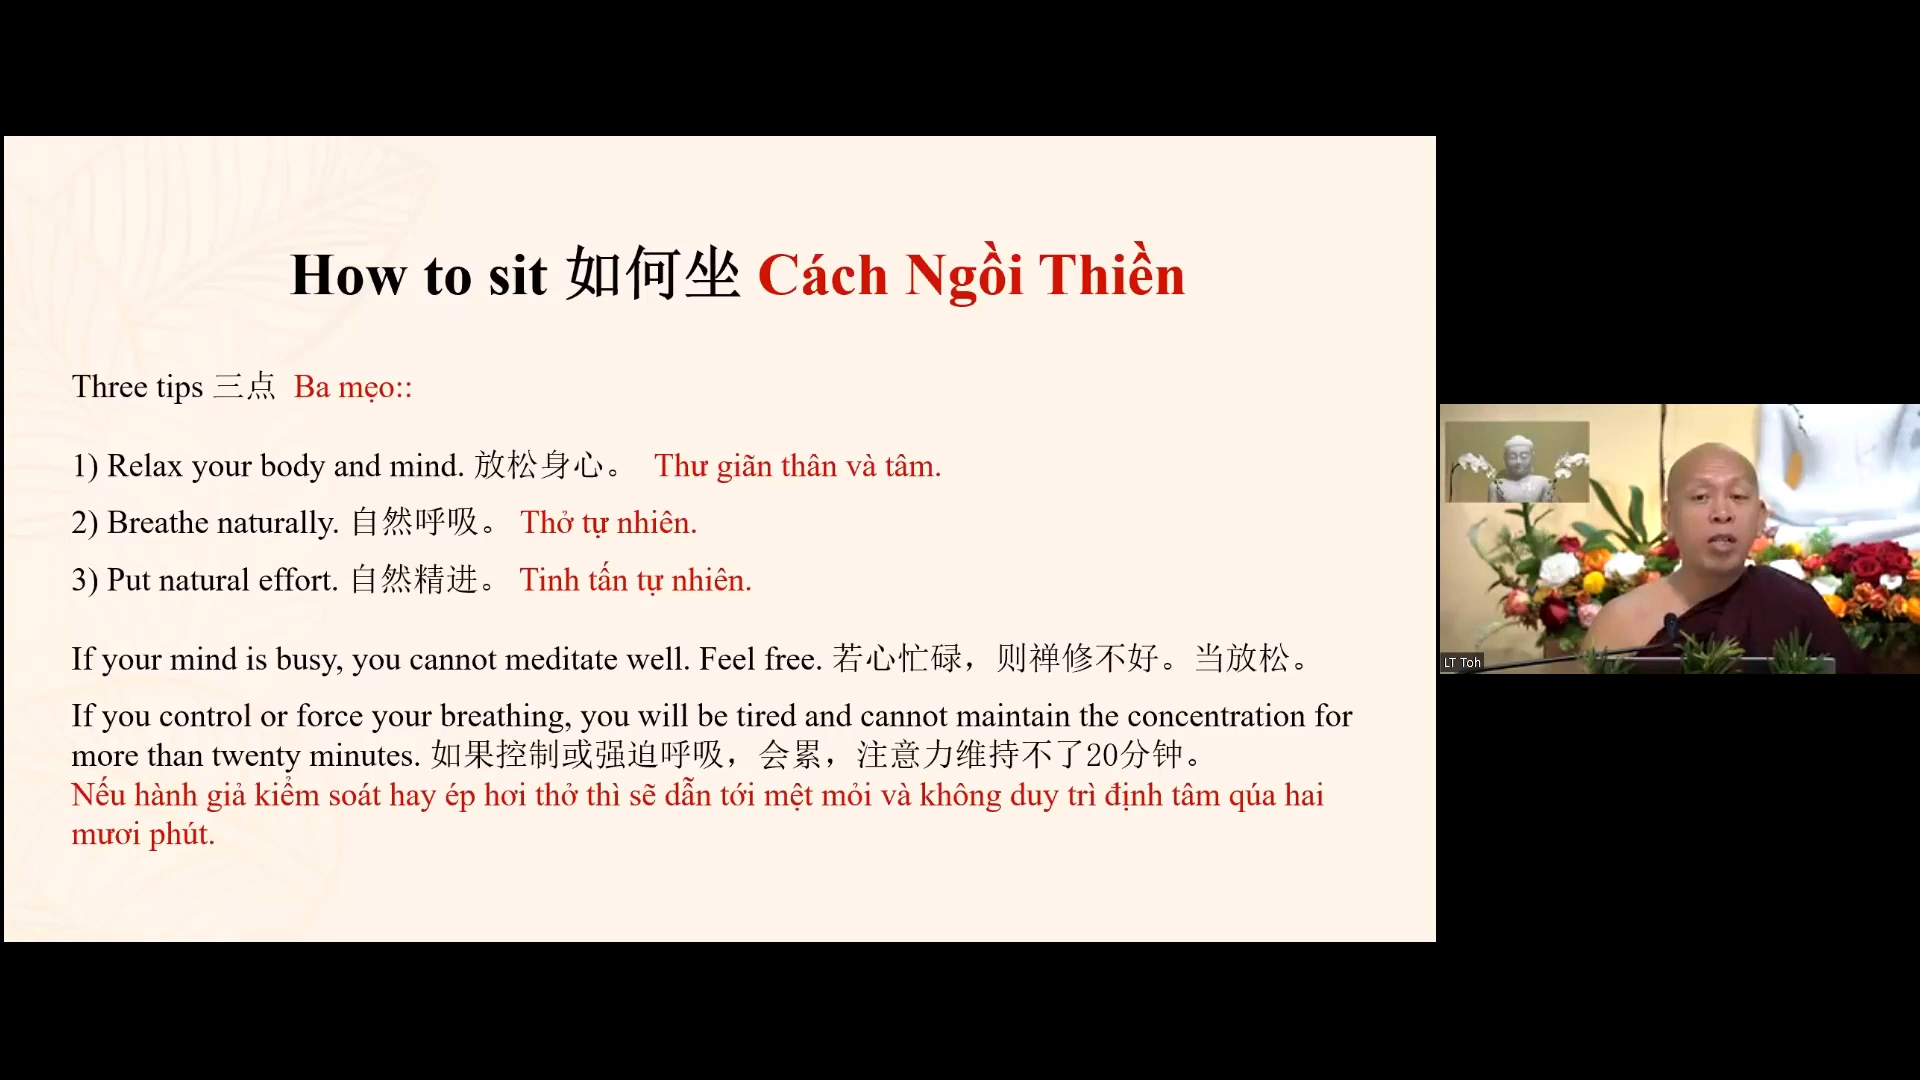 How to sit 如何坐 Cách Ngồi Thiền
Three tips 三点 Ba mẹo::
1) Relax your body and mind. 放松身心。 Thư giãn thân và tâm.
2) Breathe naturally. 自然呼吸。 Thở tự nhiên.
3) Put natural effort. 自然精进。 Tinh tấn tự nhiên.
If your mind is busy, you cannot meditate well. Feel free. 若心忙碌，则禅修不好。当放松。
If you control or force your breathing, you will be tired and cannot maintain the concentration for
more than twenty minutes. 如果控制或强迫呼吸，会累，注意力维持不了20分钟。
Nếu hành giả kiểm soát hay ép hơi thở thì sẽ dẫn tới mệt mỏi và không duy trì định tâm qúa hai
mươi phút.
LT Toh